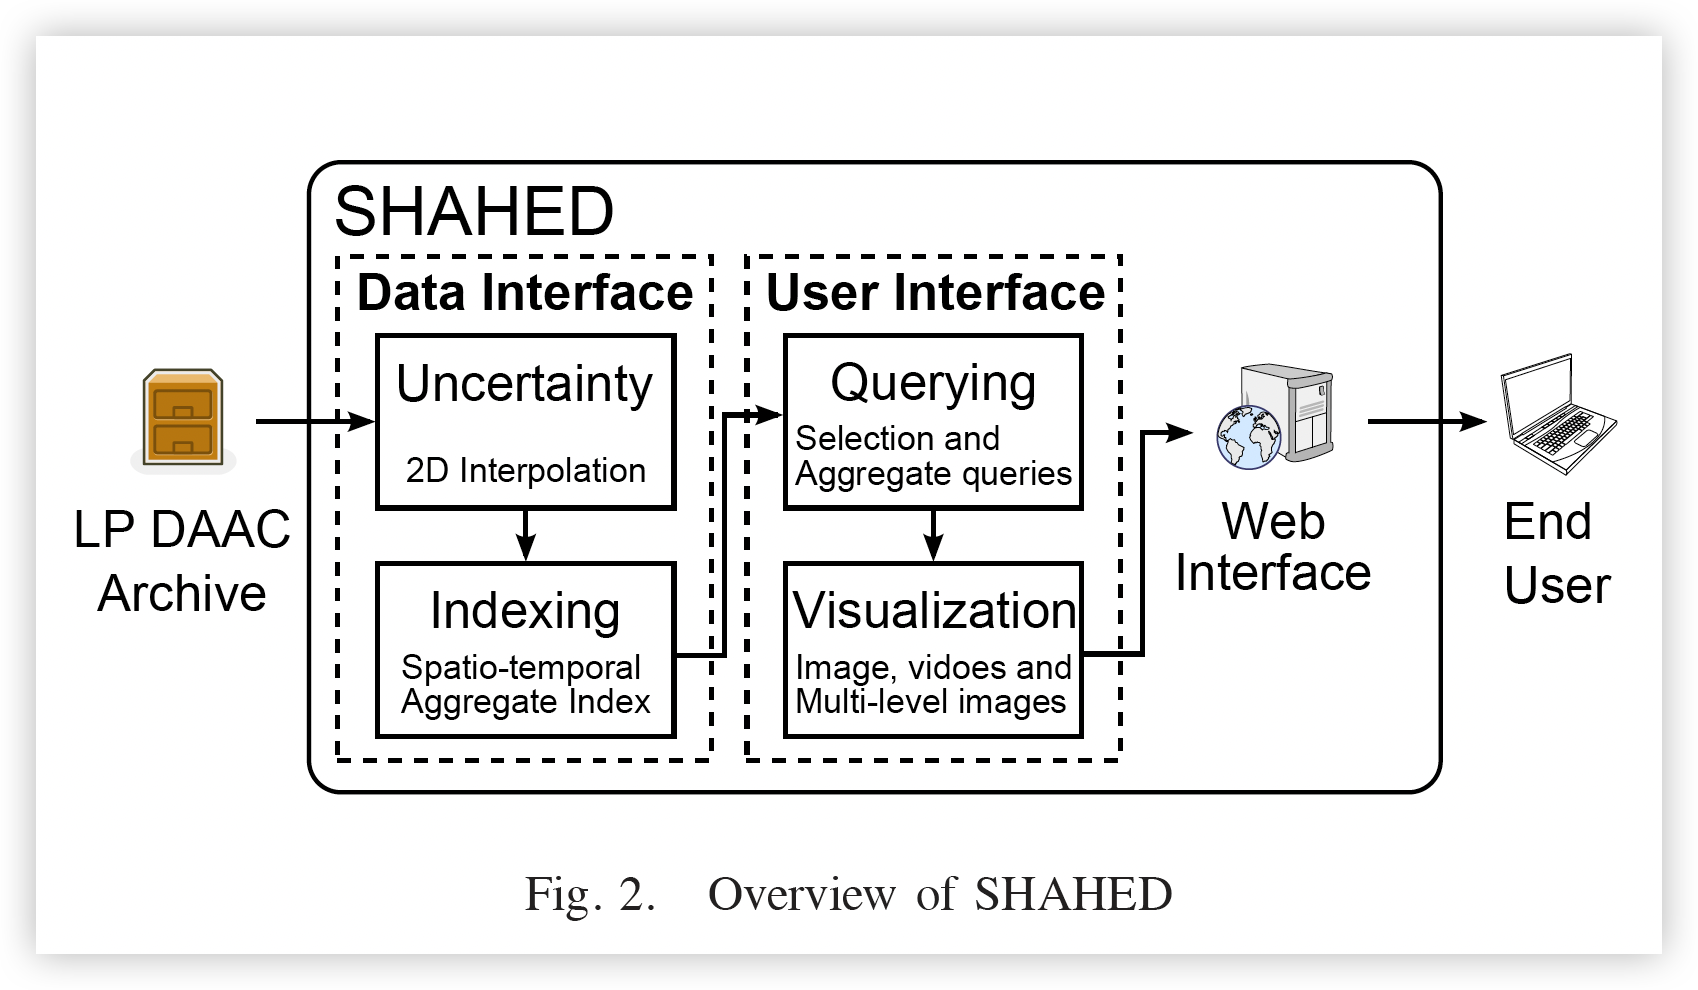 SHAHED
Data Interface
Uncertainty
2D Interpolation
Indexing
Spatio-temporal
Aggregate Index
User Interface
Querying
Selection and
Aggregate queries
Visualization
Image, vidoes and
Multi-level images
LP DAAC
Archive
Web
Interface
End
User
Fig. 2. Overview of SHAHED